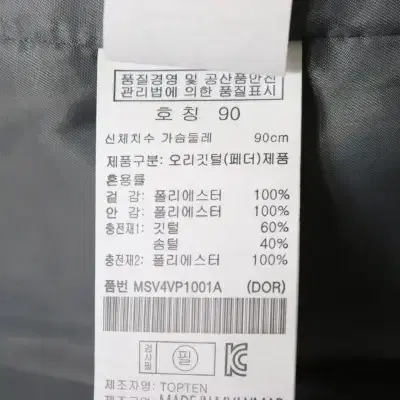 품질경영 및 공산품안전
관리법에 의한 품질표시
호 칭 90
신체치수 가슴둘레 90cm
제품구분: 오리깃털(페더)제품
혼용률
겉 감: 폴리에스터 100%
안 감: 폴리에스터 100%
충전재1: 깃털 60%
솜털 40%
충전재2: 폴리에스터 100%
품번 MSV4VP1001A (DOR)
검사필 필
제조자명: TOPTEN